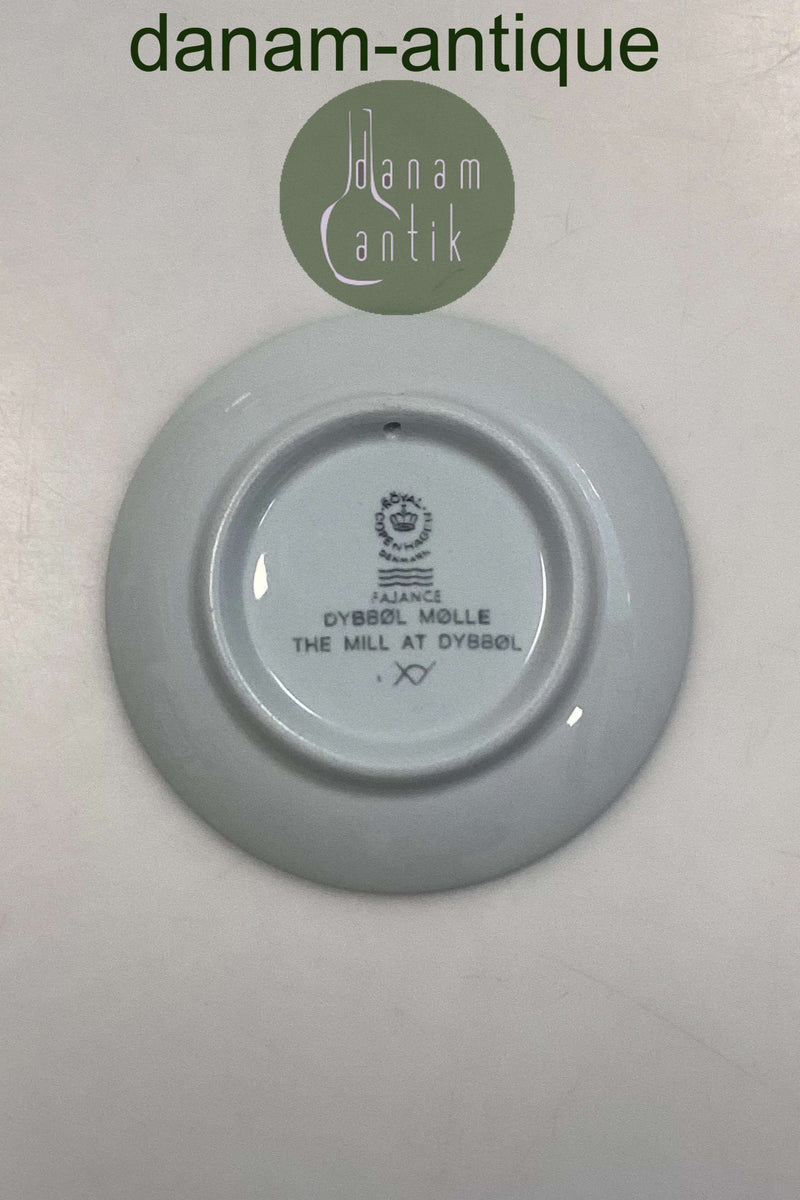 danam-antique
danam
antik
ROYAL
COPENHAGEN
DENMARK
FAJANCE
DYBBØL MØLLE
THE MILL AT DYBBØL